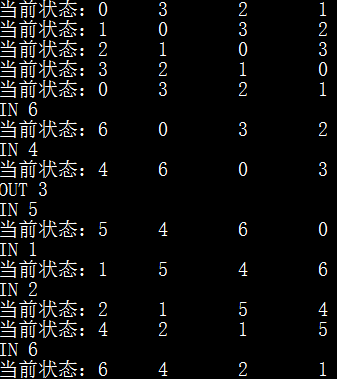 当前状态：0 3 2 1
当前状态：1 0 3 2
当前状态：2 1 0 3
当前状态：3 2 1 0
当前状态：0 3 2 1
IN 6
当前状态：6 0 3 2
IN 4
当前状态：4 6 0 3
OUT 3
IN 5
当前状态：5 4 6 0
IN 1
当前状态：1 5 4 6
IN 2
当前状态：2 1 5 4
当前状态：4 2 1 5
IN 6
当前状态：6 4 2 1